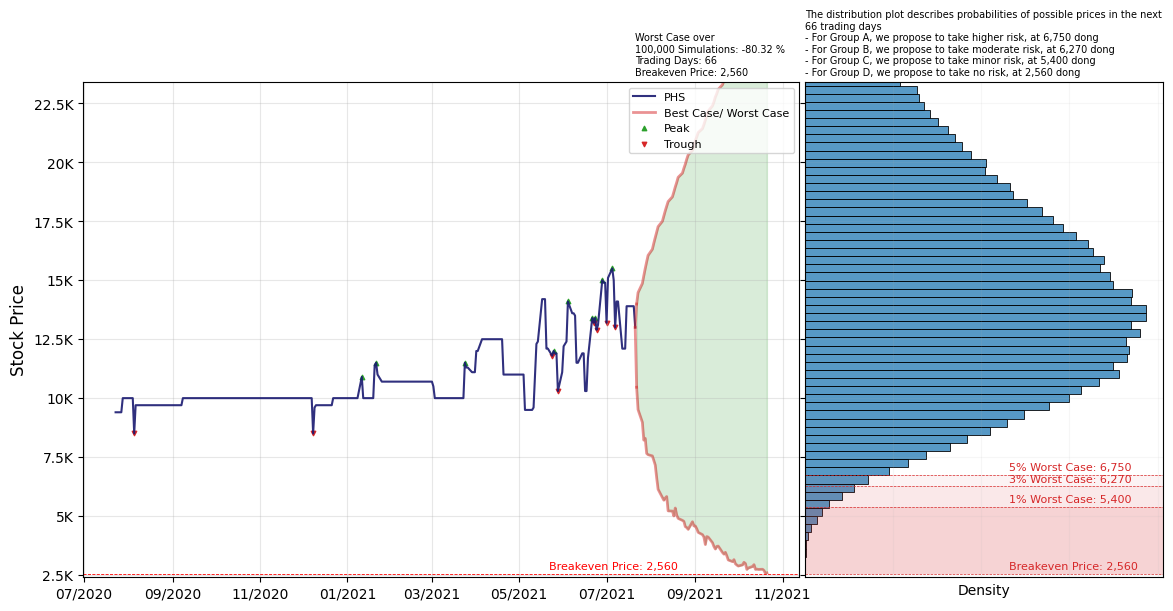 Worst Case over
100,000 Simulations: -80.32 %
Trading Days: 66
Breakeven Price: 2,560
The distribution plot describes probabilities of possible prices in the next
66 trading days
- For Group A, we propose to take higher risk, at 6,750 dong
- For Group B, we propose to take moderate risk, at 6,270 dong
- For Group C, we propose to take minor risk, at 5,400 dong
- For Group D, we propose to take no risk, at 2,560 dong
PHS
Best Case/ Worst Case
Peak
Trough
Stock Price
22.5K
20K
17.5K
15K
12.5K
10K
7.5K
5K
2.5K
Breakeven Price: 2,560
07/2020
09/2020
11/2020
01/2021
03/2021
05/2021
07/2021
09/2021
11/2021
5% Worst Case: 6,750
3% Worst Case: 6,270
1% Worst Case: 5,400
Breakeven Price: 2,560
Density